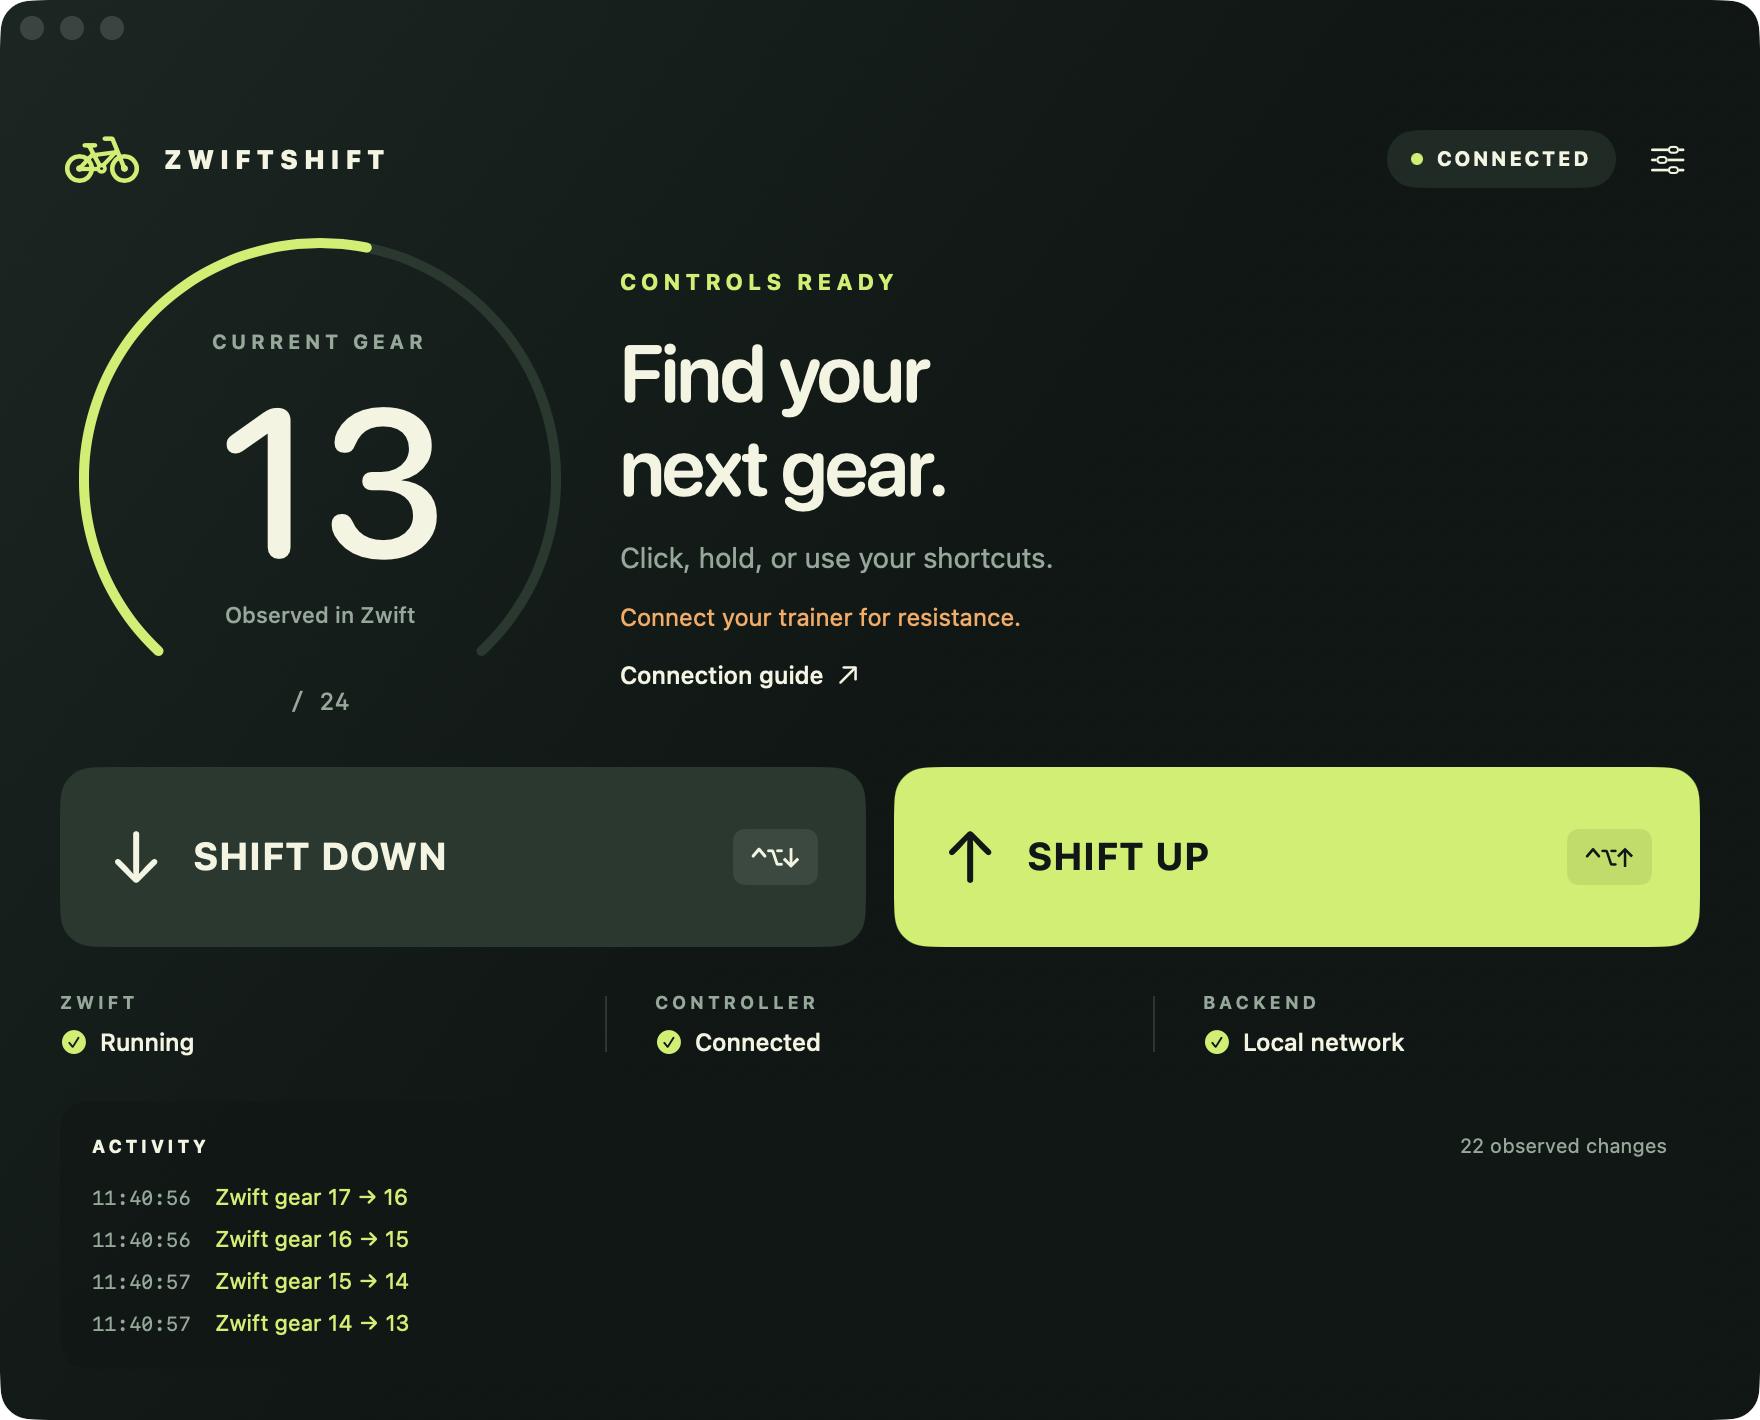 ZWIFTSHIFT
CONNECTED
CURRENT GEAR
13
Observed in Zwift
/ 24
CONTROLS READY
Find your
next gear.
Click, hold, or use your shortcuts.
Connect your trainer for resistance.
Connection guide ↗
↓ SHIFT DOWN ^⌥↓
↑ SHIFT UP ^⌥↑
ZWIFT
Running
CONTROLLER
Connected
BACKEND
Local network
ACTIVITY
22 observed changes
11:40:56 Zwift gear 17 → 16
11:40:56 Zwift gear 16 → 15
11:40:57 Zwift gear 15 → 14
11:40:57 Zwift gear 14 → 13